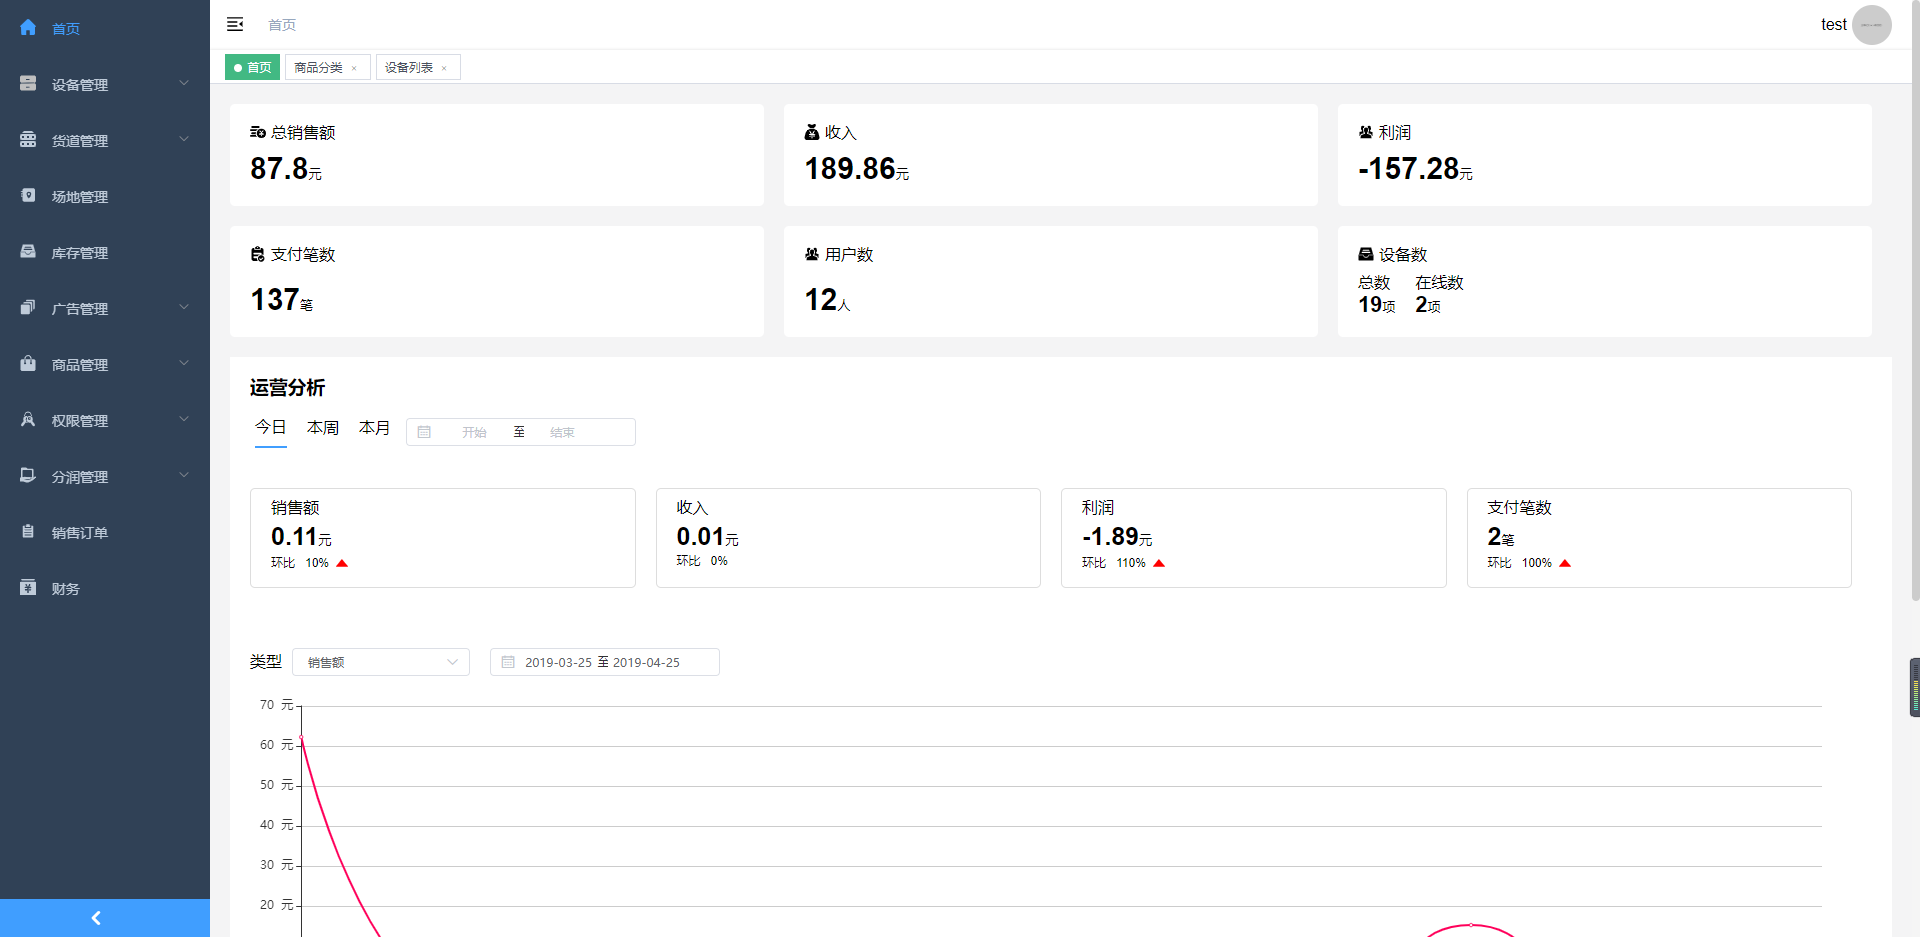 首页
设备管理
货道管理
场地管理
库存管理
广告管理
商品管理
权限管理
分润管理
销售订单
财务
首页
test
首页
商品分类 ×
设备列表 ×
总销售额
87.8元
收入
189.86元
利润
-157.28元
支付笔数
137笔
用户数
12人
设备数
总数 在线数
19项 2项
运营分析
今日 本周 本月 开始 至 结束
销售额
0.11元
环比 10%
收入
0.01元
环比 0%
利润
-1.89元
环比 110%
支付笔数
2笔
环比 100%
类型 销售额 2019-03-25 至 2019-04-25
70 元
60 元
50 元
40 元
30 元
20 元